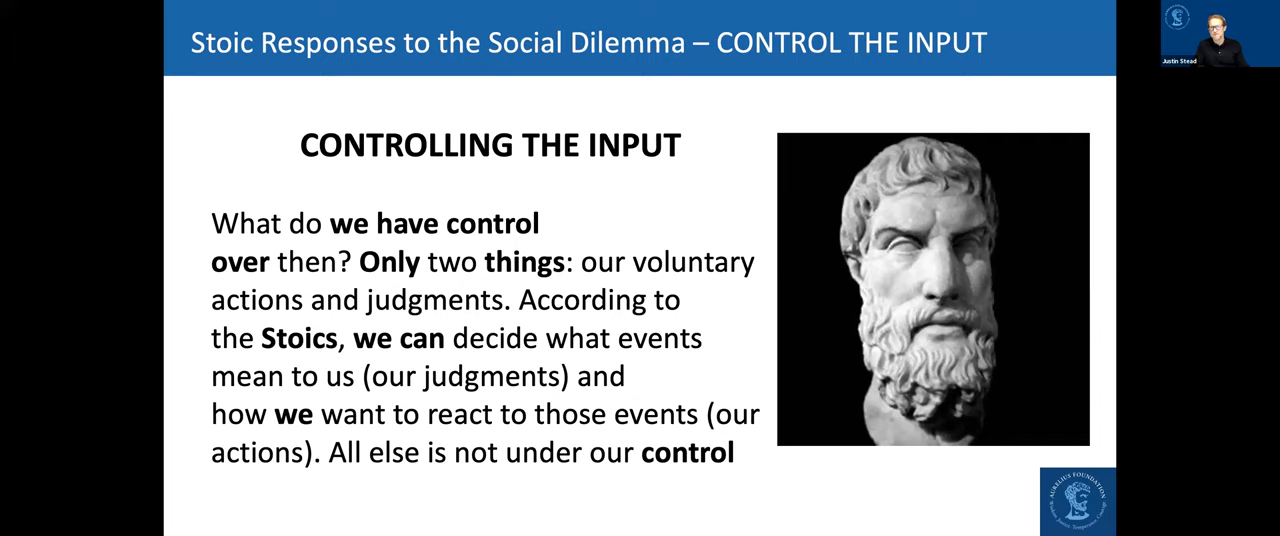 Stoic Responses to the Social Dilemma – CONTROL THE INPUT
Justin Stead
CONTROLLING THE INPUT
What do we have control
over then? Only two things: our voluntary
actions and judgments. According to
the Stoics, we can decide what events
mean to us (our judgments) and
how we want to react to those events (our
actions). All else is not under our control
AURELIUS FOUNDATION